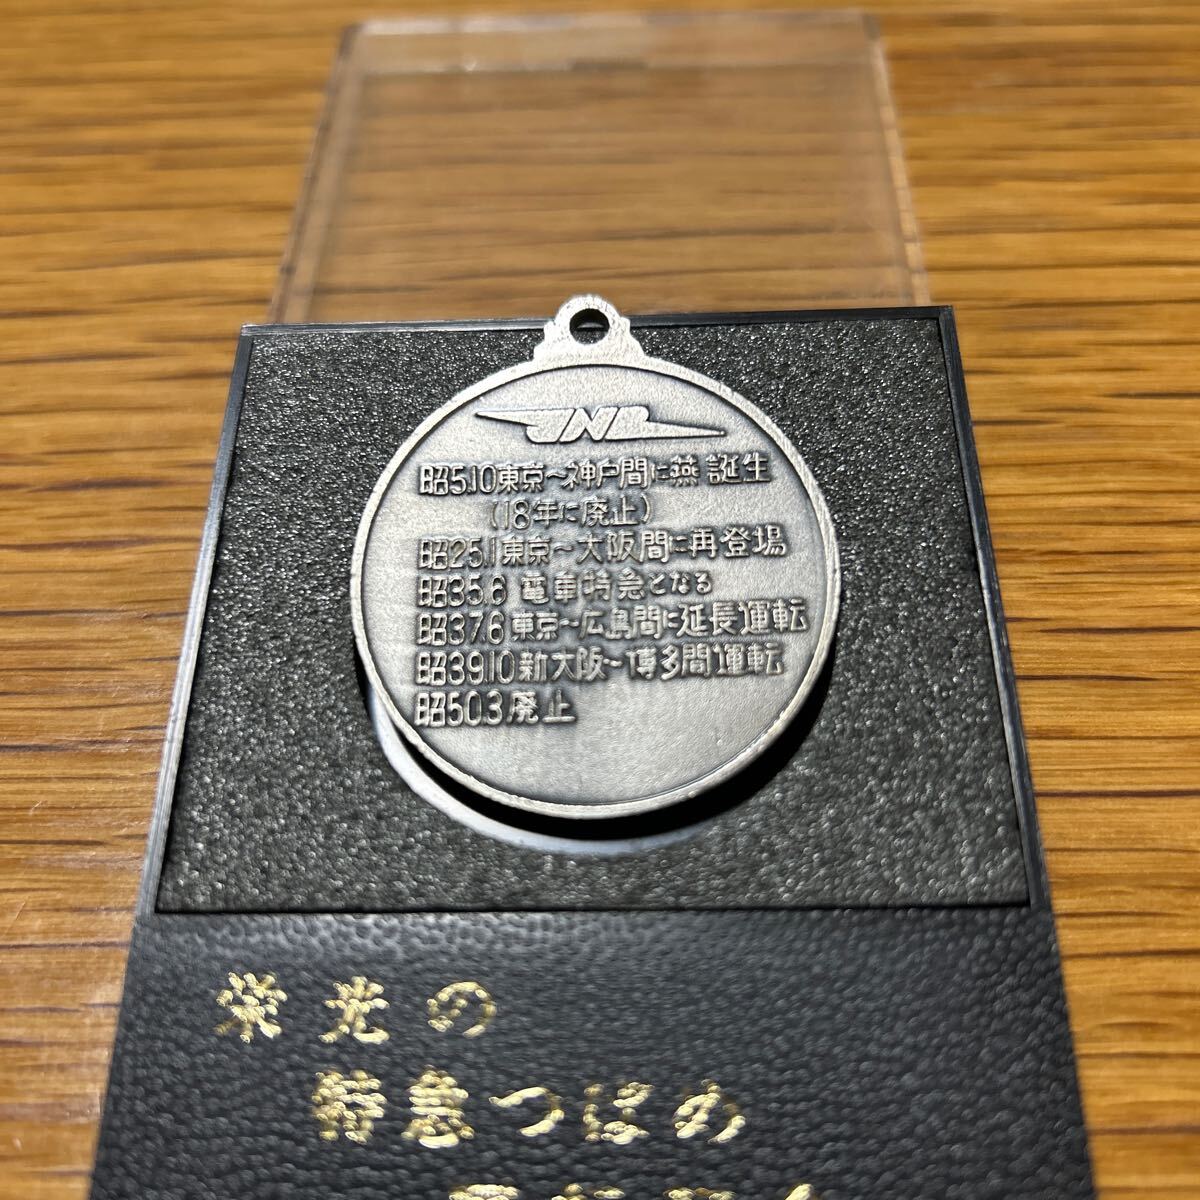 JNR
昭5.10東京〜神戸間に燕誕生
(18年に廃止)
昭25.1東京〜大阪間に再登場
昭35.6 電車特急となる
昭37.6東京〜広島間に延長運転
昭39.10新大阪〜博多間運転
昭50.3廃止
栄光の
特急つばめ